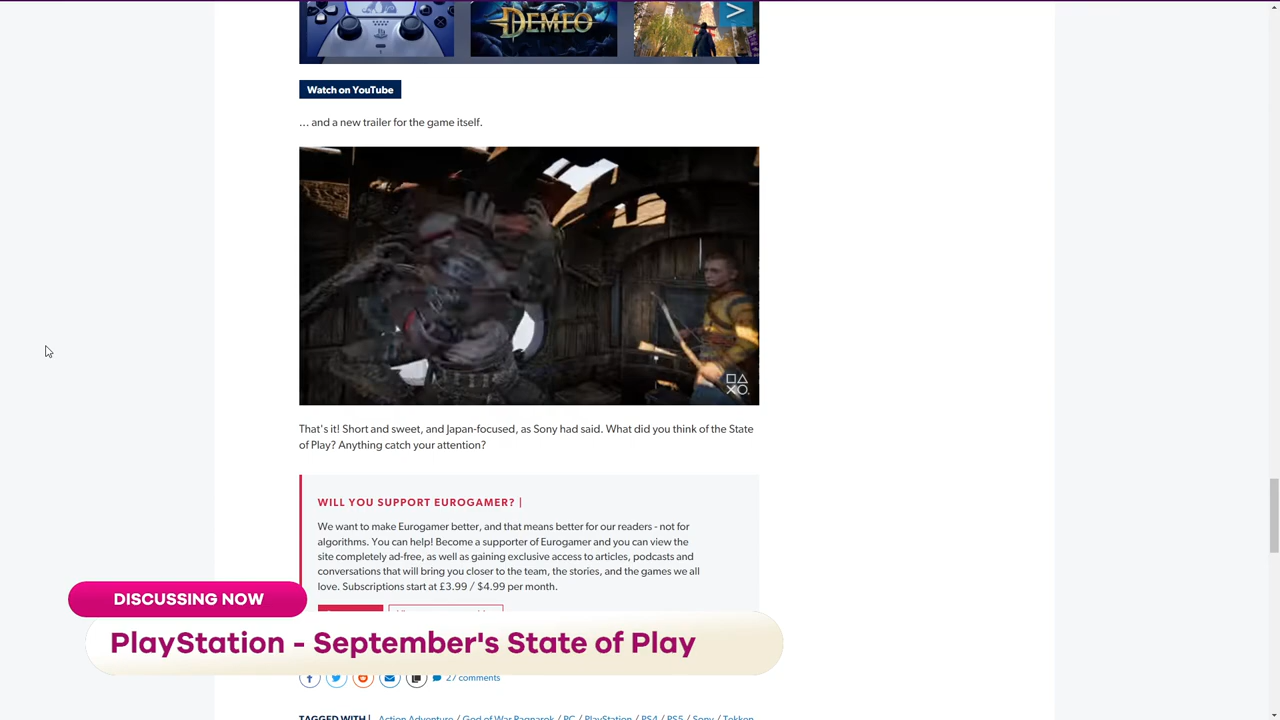 DEMEO
>
Watch on YouTube
... and a new trailer for the game itself.
That's it! Short and sweet, and Japan-focused, as Sony had said. What did you think of the State
of Play? Anything catch your attention?
WILL YOU SUPPORT EUROGAMER? |
We want to make Eurogamer better, and that means better for our readers - not for
algorithms. You can help! Become a supporter of Eurogamer and you can view the
site completely ad-free, as well as gaining exclusive access to articles, podcasts and
conversations that will bring you closer to the team, the stories, and the games we all
love. Subscriptions start at £3.99 / $4.99 per month.
DISCUSSING NOW
PlayStation - September's State of Play
27 comments
TAGGED WITH | Action Adventure / God of War Ragnarok / PC / PlayStation / PS4 / PS5 / Sony / Tekken